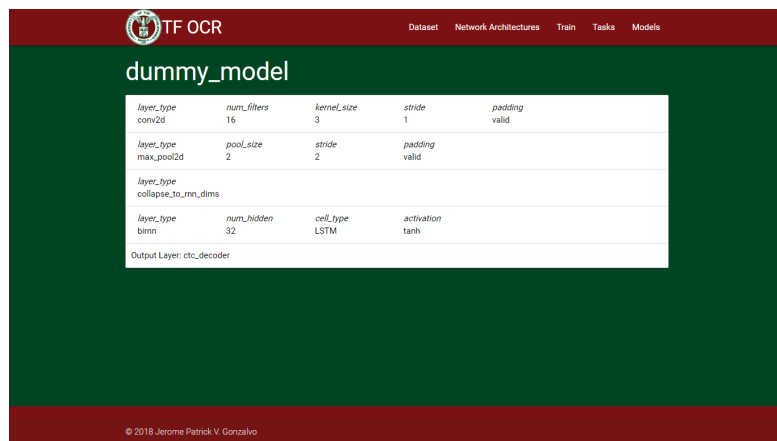 TF OCR
Dataset Network Architectures Train Tasks Models
dummy_model
layer_type num_filters kernel_size stride padding
conv2d 16 3 1 valid
layer_type pool_size stride padding
max_pool2d 2 2 valid
layer_type
collapse_to_rnn_dims
layer_type num_hidden cell_type activation
birnn 32 LSTM tanh
Output Layer: ctc_decoder
© 2018 Jerome Patrick V. Gonzalvo